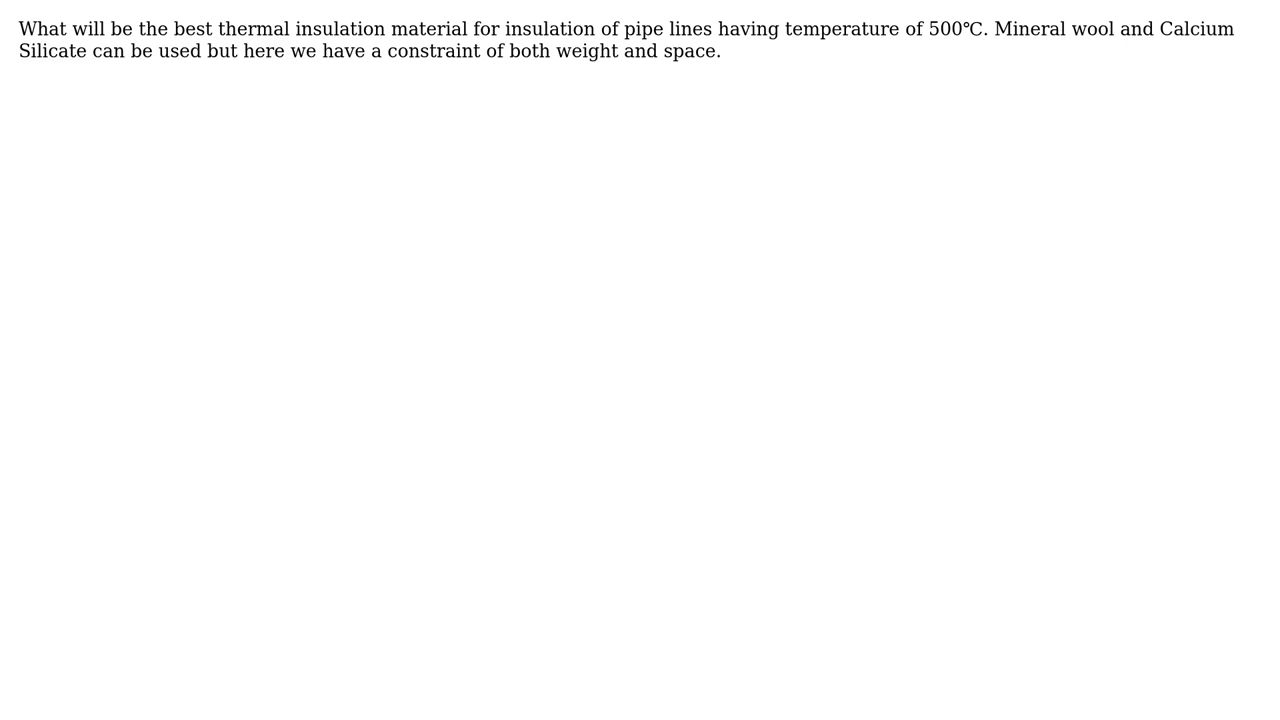 What will be the best thermal insulation material for insulation of pipe lines having temperature of 500℃. Mineral wool and Calcium
Silicate can be used but here we have a constraint of both weight and space.